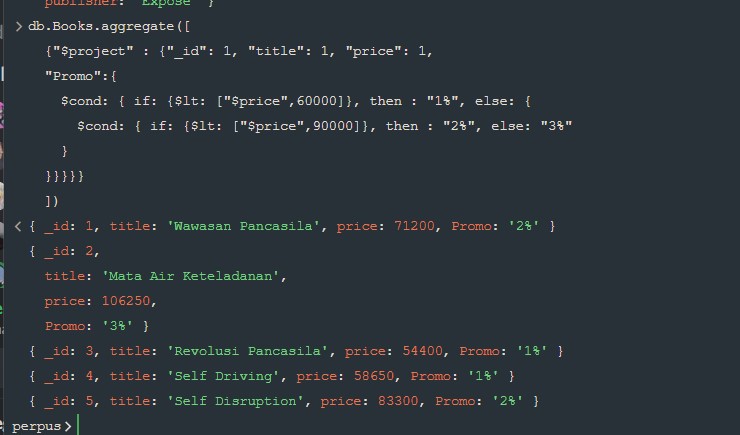 publisher: 'Expose' }
> db.Books.aggregate([
{"$project" : {"_id": 1, "title": 1, "price": 1,
"Promo":{
$cond: { if: {$lt: ["$price",60000]}, then : "1%", else: {
$cond: { if: {$lt: ["$price",90000]}, then : "2%", else: "3%"
}
}}}}}
])
< { _id: 1, title: 'Wawasan Pancasila', price: 71200, Promo: '2%' }
{ _id: 2,
title: 'Mata Air Keteladanan',
price: 106250,
Promo: '3%' }
{ _id: 3, title: 'Revolusi Pancasila', price: 54400, Promo: '1%' }
{ _id: 4, title: 'Self Driving', price: 58650, Promo: '1%' }
{ _id: 5, title: 'Self Disruption', price: 83300, Promo: '2%' }
perpus>